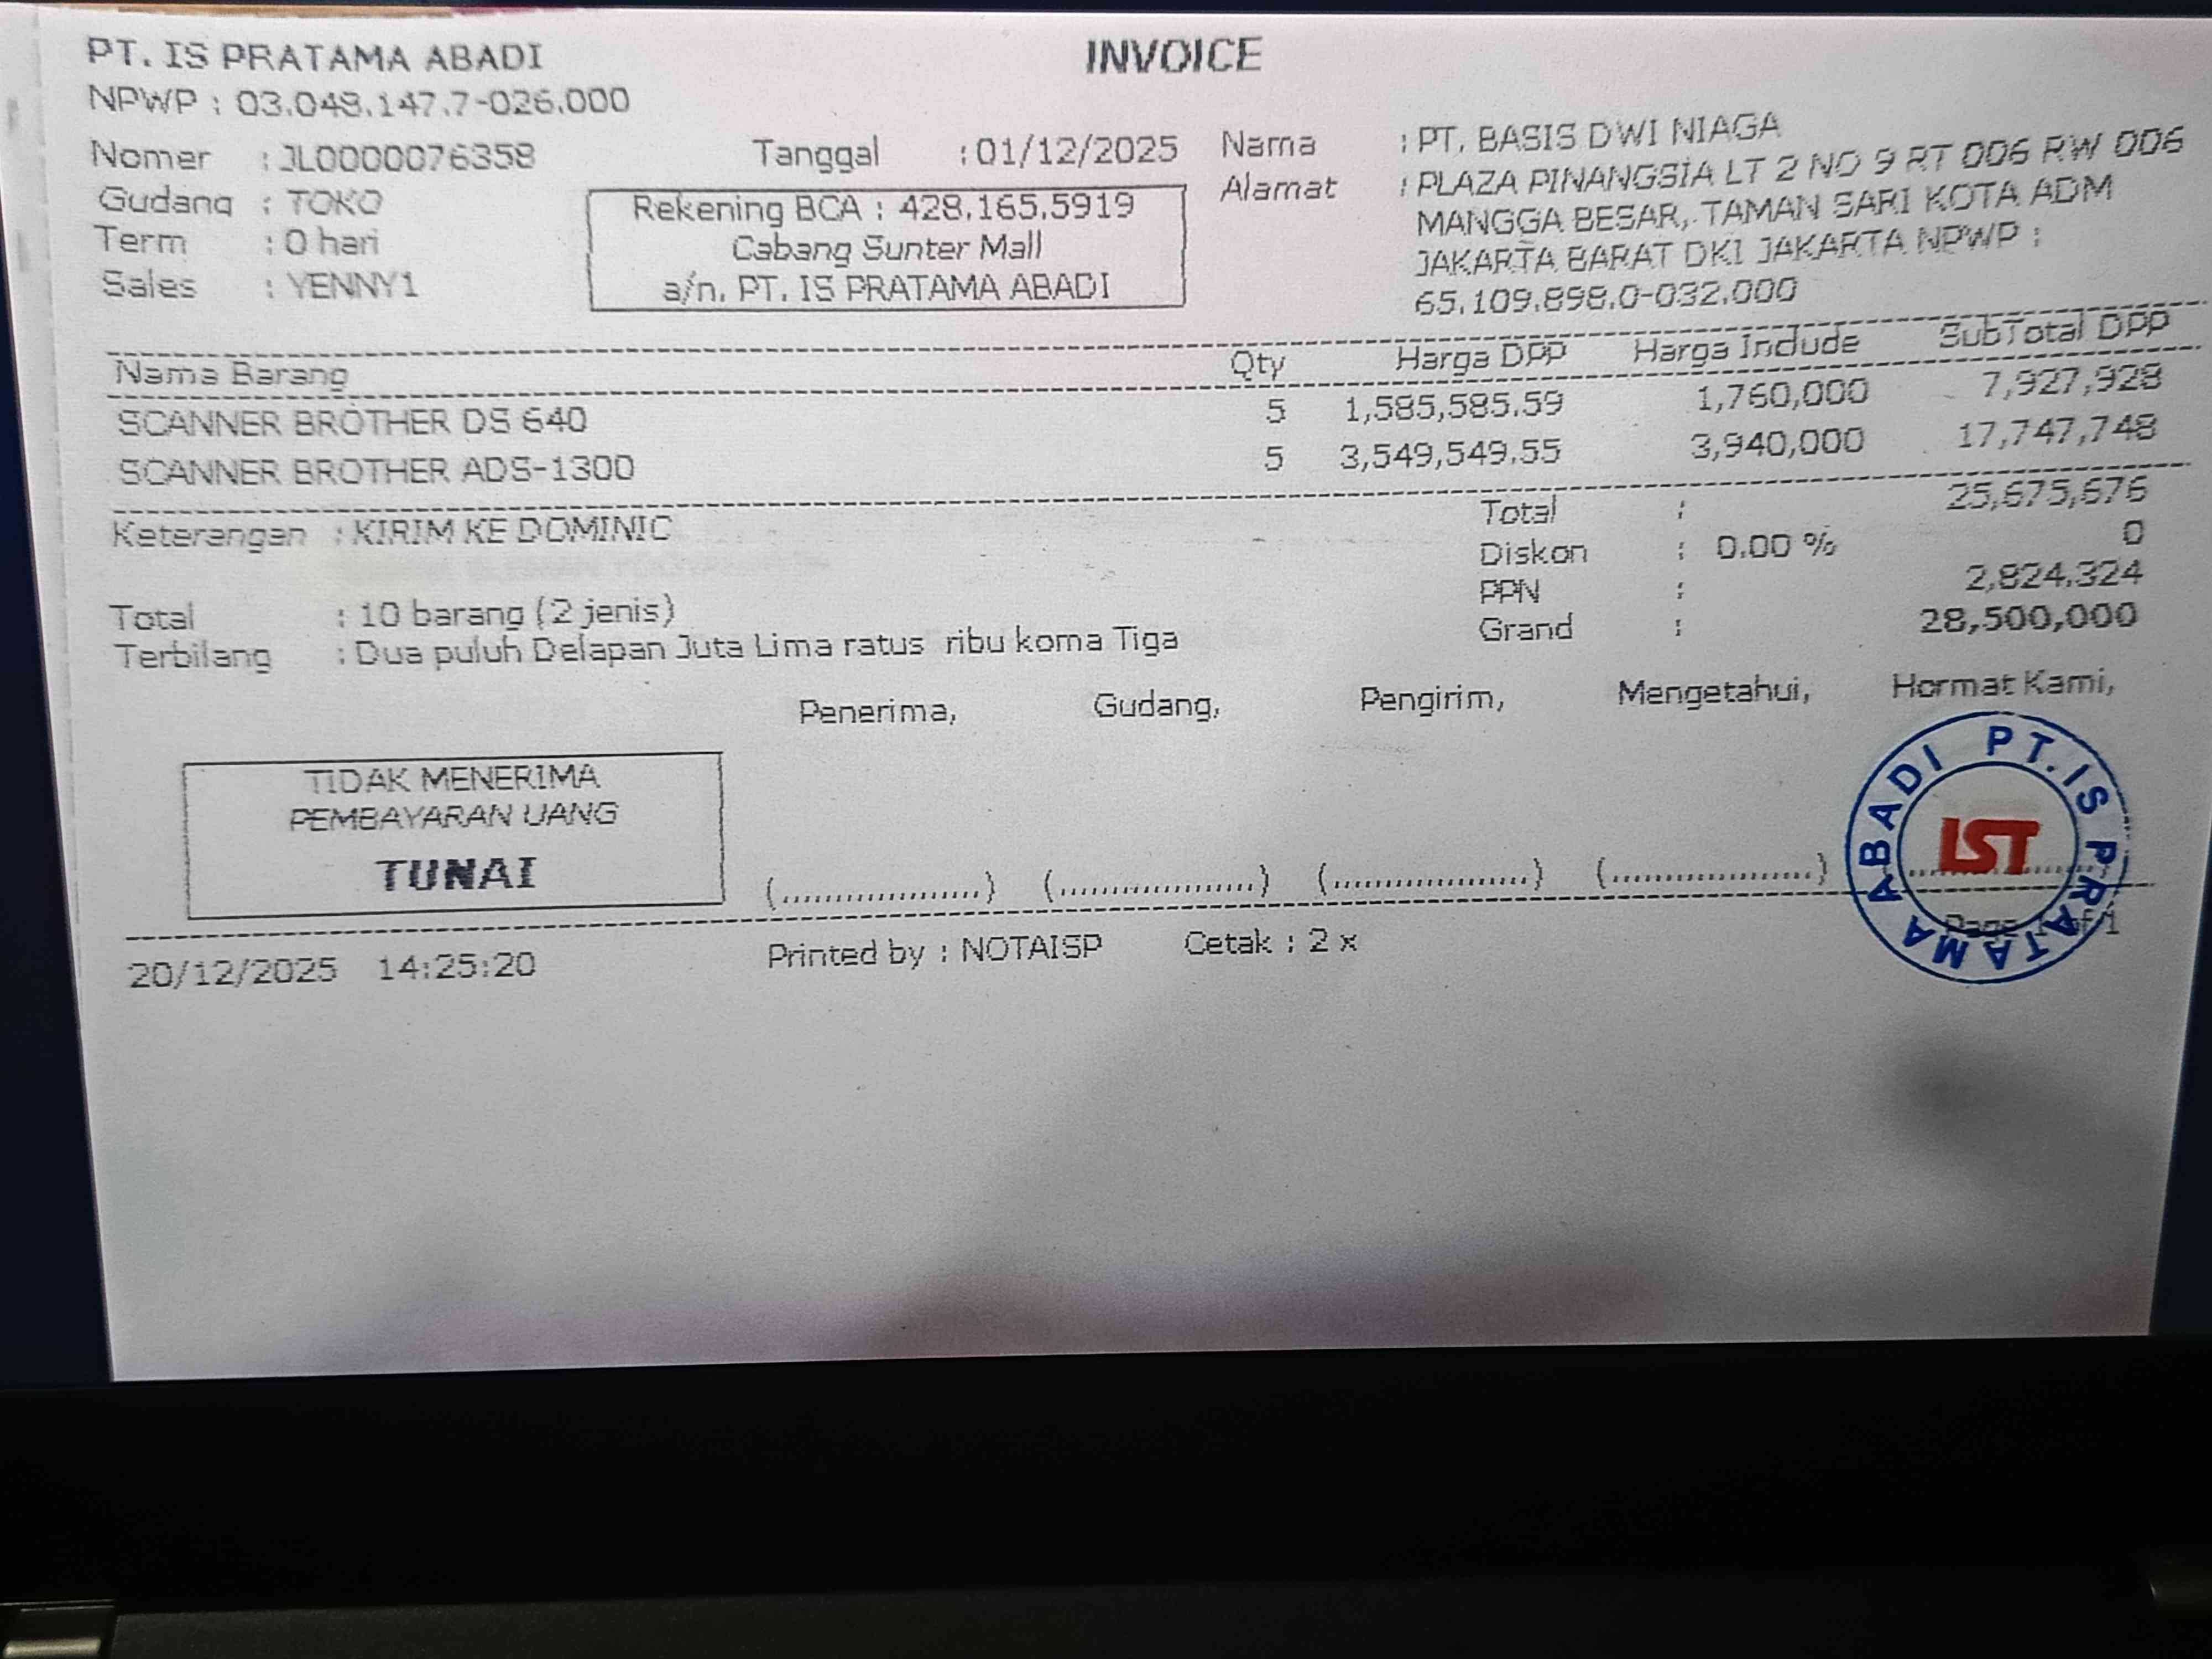 PT. IS PRATAMA ABADI
INVOICE
NPWP : 03.048.147.7-026.000
Nomer : JL0000076358
Tanggal : 01/12/2025
Nama : PT. BASIS DWI NIAGA
Gudang : TOKO
Rekening BCA : 428.165.5919
Alamat : PLAZA PINANGSIA LT 2 NO 9 RT 006 RW 006
MANGGA BESAR, TAMAN SARI KOTA ADM
JAKARTA BARAT DKI JAKARTA NPWP :
65.109.898.0-032.000
Term : 0 hari
Cabang Sunter Mall
Sales : YENNY1
a/n. PT. IS PRATAMA ABADI
Nama Barang Qty Harga DPP Harga Include SubTotal DPP
SCANNER BROTHER DS 640 5 1,585,585.59 1,760,000 7,927,928
SCANNER BROTHER ADS-1300 5 3,549,549.55 3,940,000 17,747,748
Keterangan : KIRIM KE DOMINIC
Total : 25,675,676
Diskon : 0.00 % 0
PPN : 2,824,324
Grand : 28,500,000
Total : 10 barang (2 jenis)
Terbilang : Dua puluh Delapan Juta Lima ratus ribu koma Tiga
Penerima, Gudang, Pengirim, Mengetahui, Hormat Kami,
TIDAK MENERIMA
PEMBAYARAN UANG
TUNAI
(...................) (...................) (...................) (...................)
PT. IS PRATAMA ABADI
IST
Page of 1
20/12/2025 14:25:20 Printed by : NOTAISP Cetak : 2 x